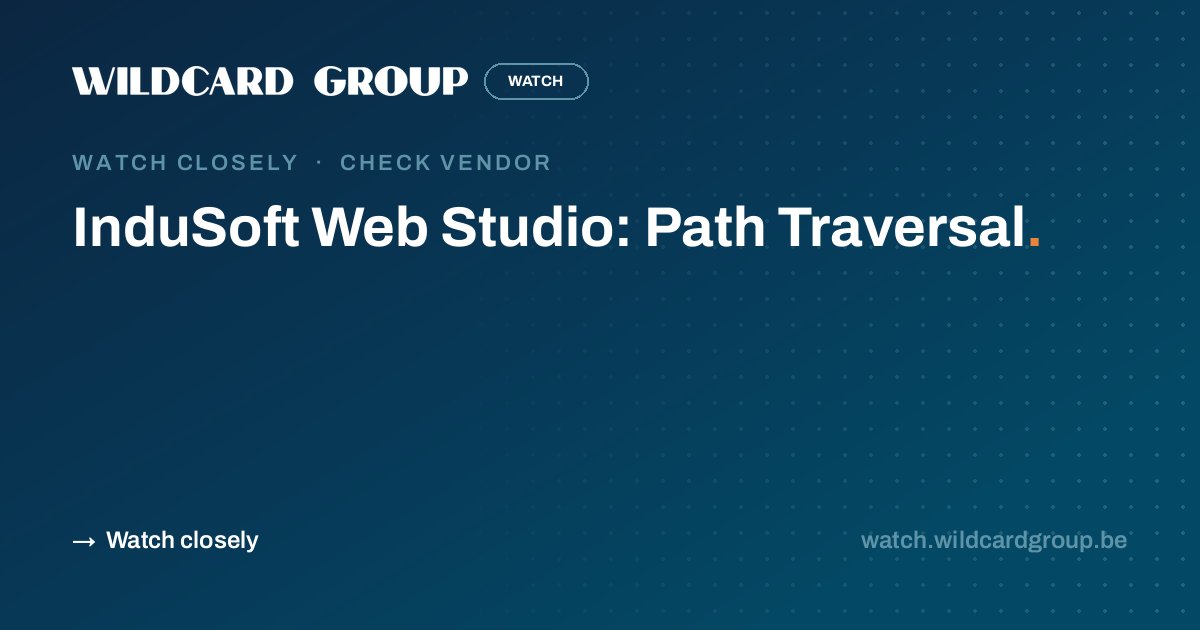 WILDCARD GROUP WATCH
WATCH CLOSELY · CHECK VENDOR
InduSoft Web Studio: Path Traversal.
→ Watch closely
watch.wildcardgroup.be